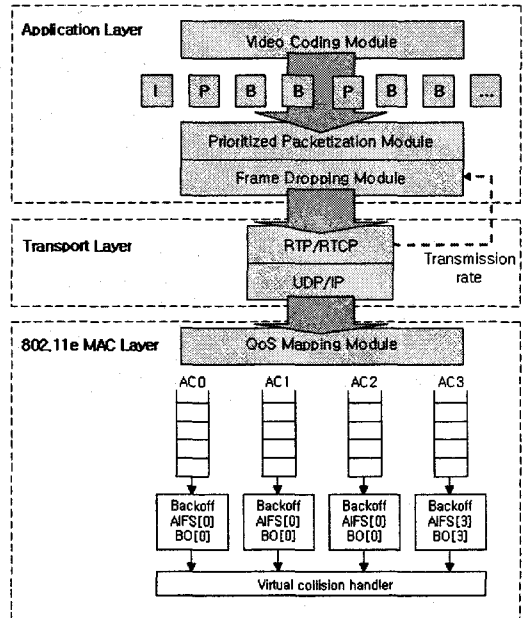 Application Layer
Video Coding Module
I P B B P B B ...
Prioritized Packetization Module
Frame Dropping Module
Transport Layer
RTP/RTCP
UDP/IP
Transmission
rate
802.11e MAC Layer
QoS Mapping Module
AC0 AC1 AC2 AC3
Backoff Backoff Backoff Backoff
AIFS[0] AIFS[0] AIFS[0] AIFS[3]
BO[0] BO[0] BO[0] BO[3]
Virtual collision handler